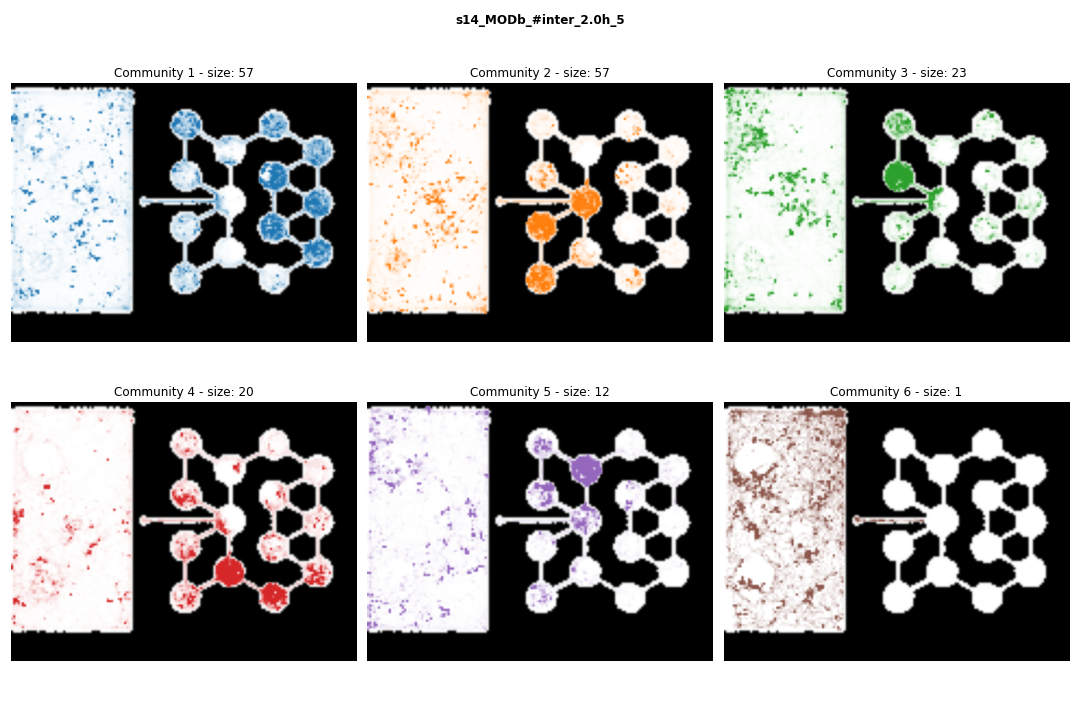 s14_MODb_#inter_2.0h_5
Community 1 - size: 57
Community 2 - size: 57
Community 3 - size: 23
Community 4 - size: 20
Community 5 - size: 12
Community 6 - size: 1